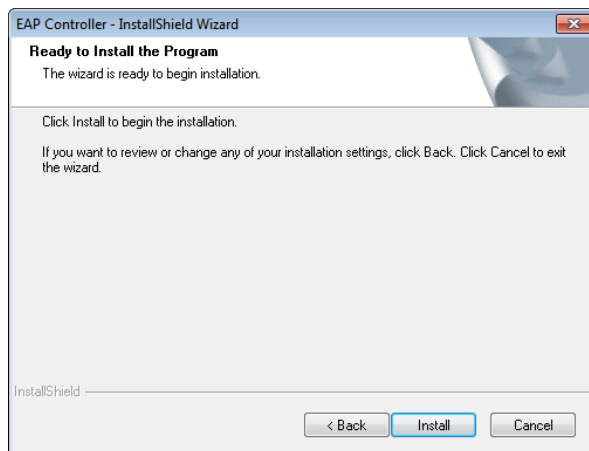 EAP Controller - InstallShield Wizard
Ready to Install the Program
The wizard is ready to begin installation.
Click Install to begin the installation.
If you want to review or change any of your installation settings, click Back. Click Cancel to exit
the wizard.
InstallShield
< Back
Install
Cancel